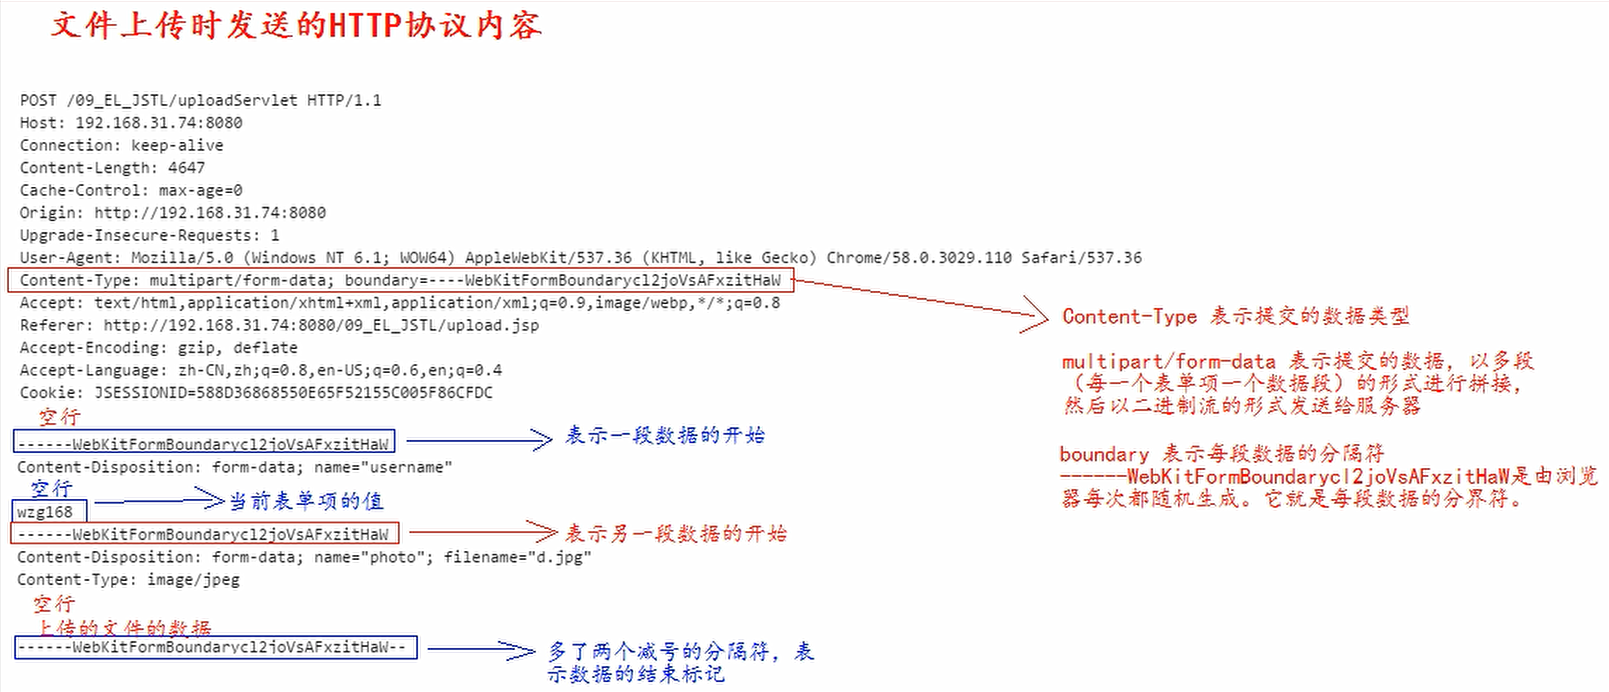 文件上传时发送的HTTP协议内容
POST /09_EL_JSTL/uploadServlet HTTP/1.1
Host: 192.168.31.74:8080
Connection: keep-alive
Content-Length: 4647
Cache-Control: max-age=0
Origin: http://192.168.31.74:8080
Upgrade-Insecure-Requests: 1
User-Agent: Mozilla/5.0 (Windows NT 6.1; WOW64) AppleWebKit/537.36 (KHTML, like Gecko) Chrome/58.0.3029.110 Safari/537.36
Content-Type: multipart/form-data; boundary=----WebKitFormBoundarycl2joVsAFxzitHaW
Accept: text/html,application/xhtml+xml,application/xml;q=0.9,image/webp,*/*;q=0.8
Referer: http://192.168.31.74:8080/09_EL_JSTL/upload.jsp
Accept-Encoding: gzip, deflate
Accept-Language: zh-CN,zh;q=0.8,en-US;q=0.6,en;q=0.4
Cookie: JSESSIONID=588D36868550E65F52155C005F86CFDC
空行
------WebKitFormBoundarycl2joVsAFxzitHaW
表示一段数据的开始
Content-Disposition: form-data; name="username"
空行
wzg168
当前表单项的值
------WebKitFormBoundarycl2joVsAFxzitHaW
表示另一段数据的开始
Content-Disposition: form-data; name="photo"; filename="d.jpg"
Content-Type: image/jpeg
空行
上传的文件的数据
------WebKitFormBoundarycl2joVsAFxzitHaW--
多了两个减号的分隔符，表
示数据的结束标记
Content-Type 表示提交的数据类型
multipart/form-data 表示提交的数据，以多段
（每一个表单项一个数据段）的形式进行拼接，
然后以二进制流的形式发送给服务器
boundary 表示每段数据的分隔符
------WebKitFormBoundarycl2joVsAFxzitHaW是由浏览
器每次都随机生成。它就是每段数据的分界符。